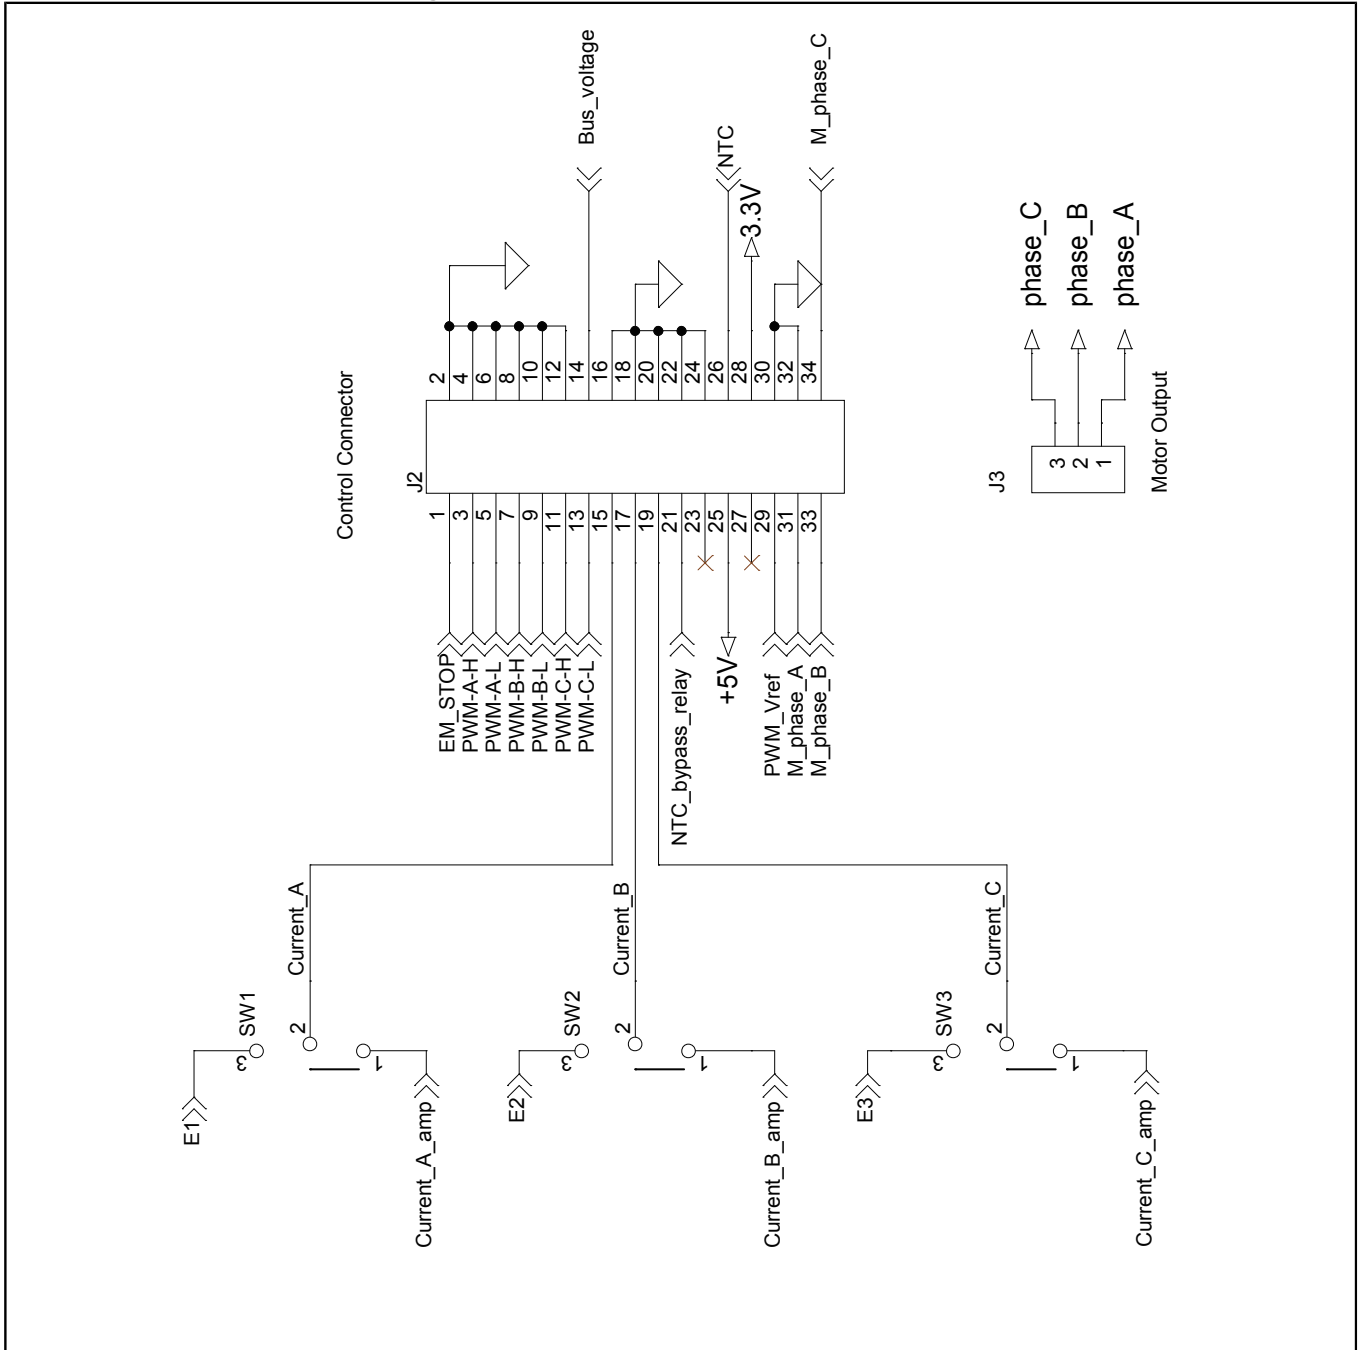 Control Connector
J2
1
3
5
7
9
11
13
15
17
19
21
23
25
27
29
31
33
2
4
6
8
10
12
14
16
18
20
22
24
26
28
30
32
34
EM_STOP
PWM-A-H
PWM-A-L
PWM-B-H
PWM-B-L
PWM-C-H
PWM-C-L
NTC_bypass_relay
+5V
PWM_Vref
M_phase_A
M_phase_B
Bus_voltage
NTC
3.3V
M_phase_C
Current_A
SW1
3
2
1
E1
Current_A_amp
Current_B
SW2
3
2
1
E2
Current_B_amp
Current_C
SW3
3
2
1
E3
Current_C_amp
J3
3
2
1
phase_C
phase_B
phase_A
Motor Output